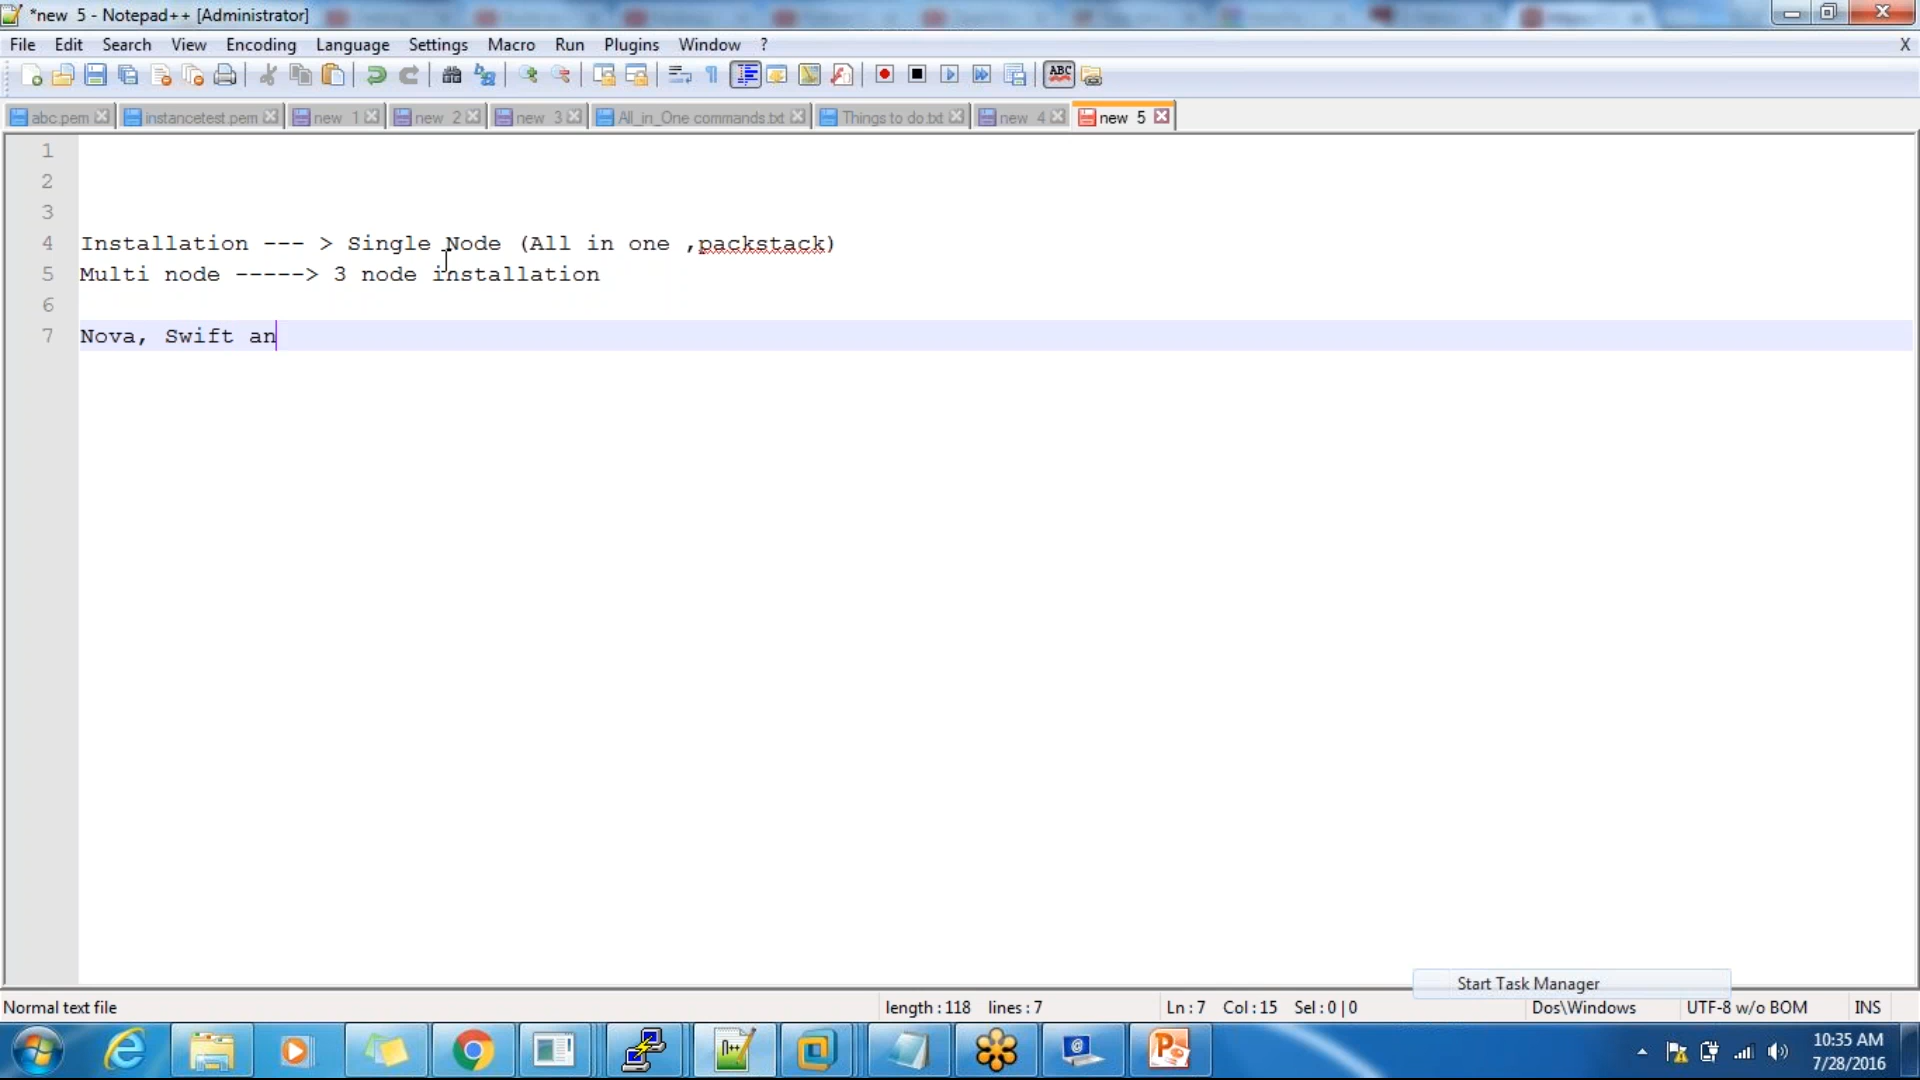 *new 5 - Notepad++ [Administrator]
File Edit Search View Encoding Language Settings Macro Run Plugins Window ? X
abc.pem instancetest.pem new 1 new 2 new 3 All_in_One commands.txt Things to do.txt new 4 new 5
1
2
3
4 Installation --- > Single Node (All in one ,packstack)
5 Multi node -----> 3 node installation
6
7 Nova, Swift an
Start Task Manager
Normal text file length : 118 lines : 7 Ln : 7 Col : 15 Sel : 0 | 0 Dos\Windows UTF-8 w/o BOM INS
10:35 AM
7/28/2016